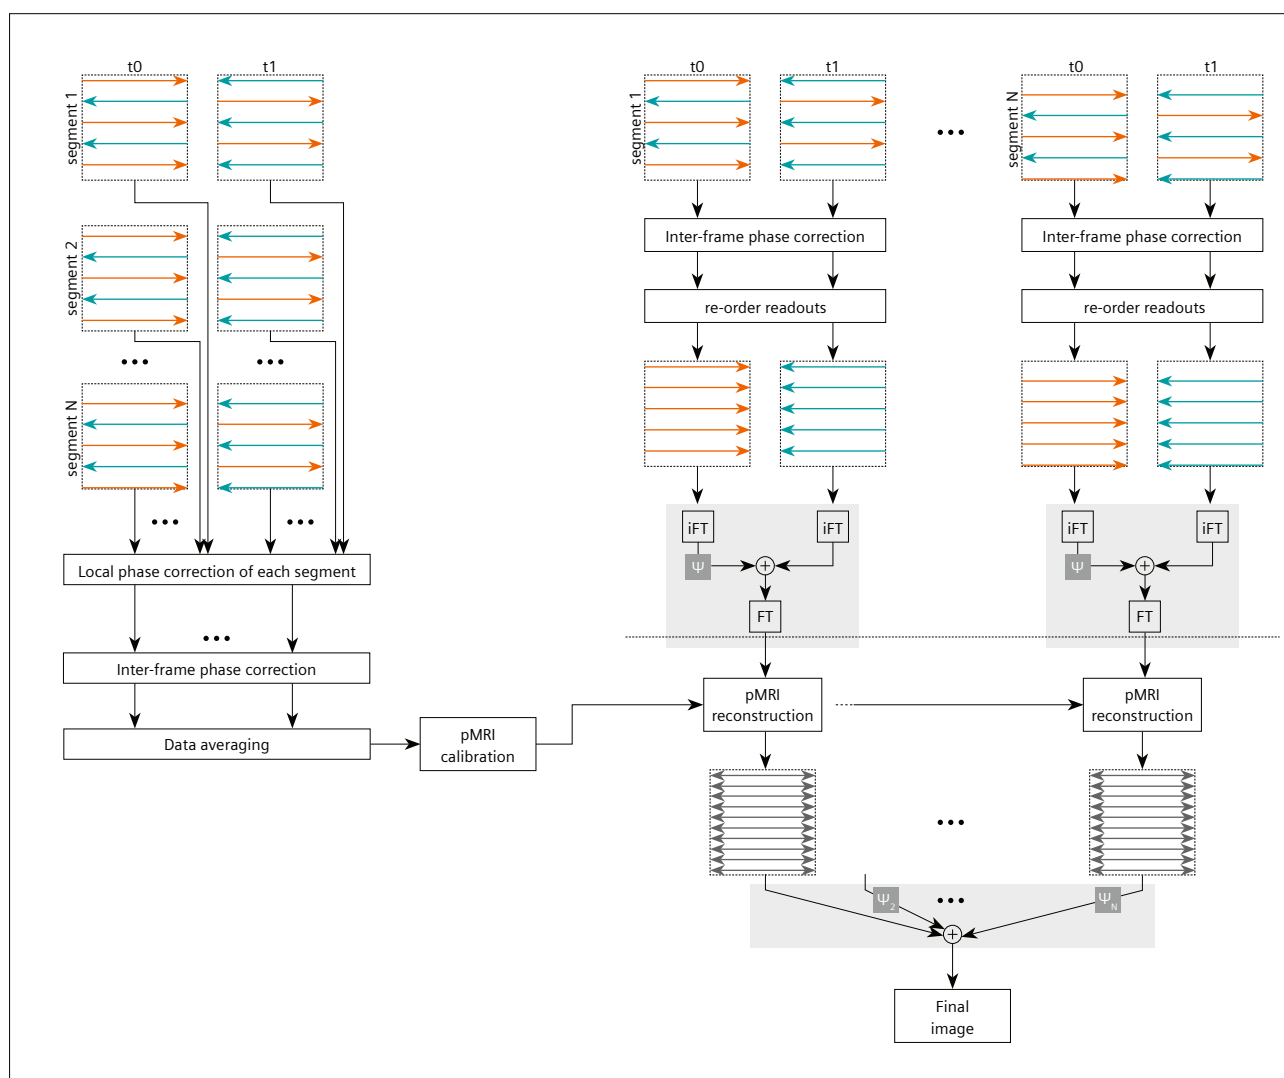 t0
t1
segment 1
segment 2
segment N
Local phase correction of each segment
Inter-frame phase correction
Data averaging
pMRI
calibration
t0
t1
segment 1
Inter-frame phase correction
re-order readouts
iFT
iFT
Ψ
+
FT
pMRI
reconstruction
t0
t1
segment N
Inter-frame phase correction
re-order readouts
iFT
iFT
Ψ
+
FT
pMRI
reconstruction
Ψ2
ΨN
+
Final
image